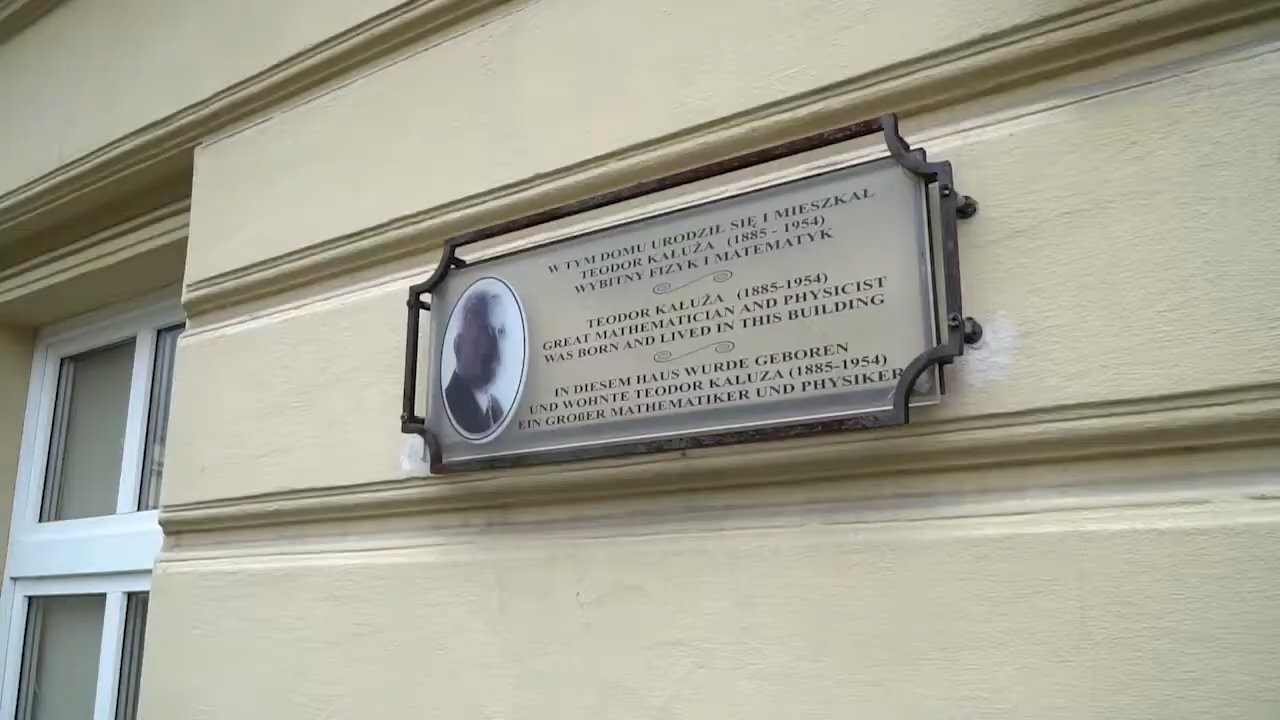 W TYM DOMU URODZIŁ SIĘ I MIESZKAŁ
TEODOR KAŁUŻA (1885 - 1954)
WYBITNY FIZYK I MATEMATYK
TEODOR KAŁUŻA (1885-1954)
GREAT MATHEMATICIAN AND PHYSICIST
WAS BORN AND LIVED IN THIS BUILDING
IN DIESEM HAUS WURDE GEBOREN
UND WOHNTE TEODOR KALUZA (1885-1954)
EIN GROßER MATHEMATIKER UND PHYSIKER